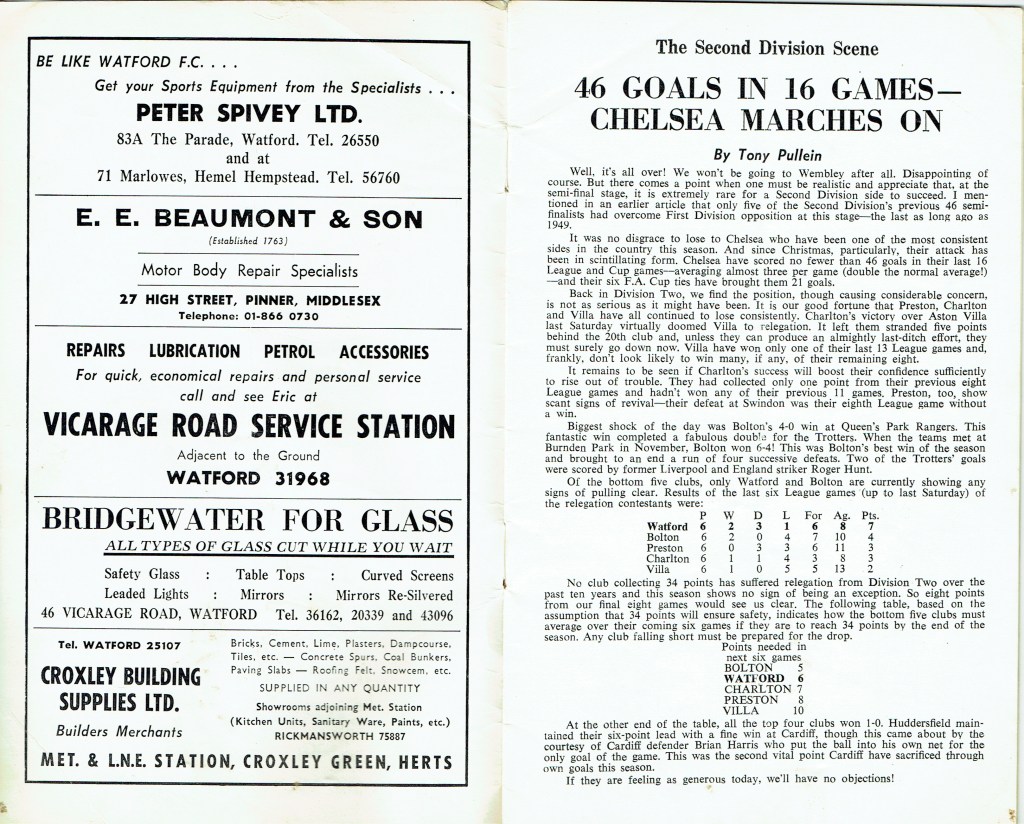 BE LIKE WATFORD F.C. . . .
Get your Sports Equipment from the Specialists . . .
PETER SPIVEY LTD.
83A The Parade, Watford. Tel. 26550
and at
71 Marlowes, Hemel Hempstead. Tel. 56760
E. E. BEAUMONT & SON
(Established 1763)
Motor Body Repair Specialists
27 HIGH STREET, PINNER, MIDDLESEX
Telephone: 01-866 0730
REPAIRS LUBRICATION PETROL ACCESSORIES
For quick, economical repairs and personal service
call and see Eric at
VICARAGE ROAD SERVICE STATION
Adjacent to the Ground
WATFORD 31968
BRIDGEWATER FOR GLASS
ALL TYPES OF GLASS CUT WHILE YOU WAIT
Safety Glass : Table Tops : Curved Screens
Leaded Lights : Mirrors : Mirrors Re-Silvered
46 VICARAGE ROAD, WATFORD Tel. 36162, 20339 and 43096
Tel. WATFORD 25107
CROXLEY BUILDING
SUPPLIES LTD.
Builders Merchants
Bricks, Cement, Lime, Plasters, Dampcourse,
Tiles, etc. — Concrete Spurs, Coal Bunkers,
Paving Slabs — Roofing Felt, Snowcem, etc.
SUPPLIED IN ANY QUANTITY
Showrooms adjoining Met. Station
(Kitchen Units, Sanitary Ware, Paints, etc.)
RICKMANSWORTH 75887
MET. & L.N.E. STATION, CROXLEY GREEN, HERTS
The Second Division Scene
46 GOALS IN 16 GAMES—
CHELSEA MARCHES ON
By Tony Pullein
Well, it's all over! We won't be going to Wembley after all. Disappointing of
course. But there comes a point when one must be realistic and appreciate that, at the
semi-final stage, it is extremely rare for a Second Division side to succeed. I men-
tioned in an earlier article that only five of the Second Division's previous 46 semi-
finalists had overcome First Division opposition at this stage—the last as long ago as
1949.
It was no disgrace to lose to Chelsea who have been one of the most consistent
sides in the country this season. And since Christmas, particularly, their attack has
been in scintillating form. Chelsea have scored no fewer than 46 goals in their last 16
League and Cup games—averaging almost three per game (double the normal average!)
—and their six F.A. Cup ties have brought them 21 goals.
Back in Division Two, we find the position, though causing considerable concern,
is not as serious as it might have been. It is our good fortune that Preston, Charlton
and Villa have all continued to lose consistently. Charlton's victory over Aston Villa
last Saturday virtually doomed Villa to relegation. It left them stranded five points
behind the 20th club and, unless they can produce an almighty last-ditch effort, they
must surely go down now. Villa have won only one of their last 13 League games and,
frankly, don't look likely to win many, if any, of their remaining eight.
It remains to be seen if Charlton's success will boost their confidence sufficiently
to rise out of trouble. They had collected only one point from their previous eight
League games and hadn't won any of their previous 11 games. Preston, too, show
scant signs of revival—their defeat at Swindon was their eighth League game without
a win.
Biggest shock of the day was Bolton's 4-0 win at Queen's Park Rangers. This
fantastic win completed a fabulous double for the Trotters. When the teams met at
Burnden Park in November, Bolton won 6-4! This was Bolton's best win of the season
and brought to an end a run of four successive defeats. Two of the Trotters' goals
were scored by former Liverpool and England striker Roger Hunt.
Of the bottom five clubs, only Watford and Bolton are currently showing any
signs of pulling clear. Results of the last six League games (up to last Saturday) of
the relegation contestants were:
P W D L For Ag. Pts.
Watford 6 2 3 1 6 8 7
Bolton 6 2 0 4 7 10 4
Preston 6 0 3 3 6 11 3
Charlton 6 1 1 4 3 8 3
Villa 6 1 0 5 5 13 2
No club collecting 34 points has suffered relegation from Division Two over the
past ten years and this season shows no sign of being an exception. So eight points
from our final eight games would see us clear. The following table, based on the
assumption that 34 points will ensure safety, indicates how the bottom five clubs must
average over their coming six games if they are to reach 34 points by the end of the
season. Any club falling short must be prepared for the drop.
Points needed in
next six games
BOLTON 5
WATFORD 6
CHARLTON 7
PRESTON 8
VILLA 10
At the other end of the table, all the top four clubs won 1-0. Huddersfield main-
tained their six-point lead with a fine win at Cardiff, though this came about by the
courtesy of Cardiff defender Brian Harris who put the ball into his own net for the
only goal of the game. This was the second vital point Cardiff have sacrificed through
own goals this season.
If they are feeling as generous today, we'll have no objections!